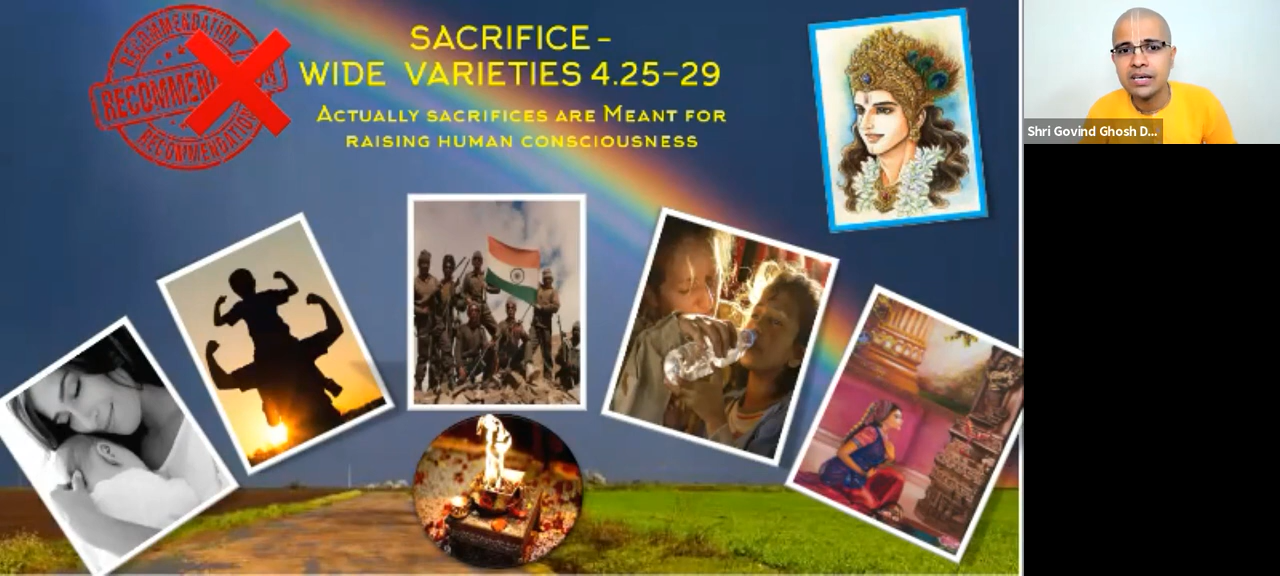 RECOMMENDATION
RECOMMEN
RECOMMENDATION
SACRIFICE –
WIDE VARIETIES 4.25–29
ACTUALLY SACRIFICES ARE MEANT FOR
RAISING HUMAN CONSCIOUSNESS
Shri Govind Ghosh D...